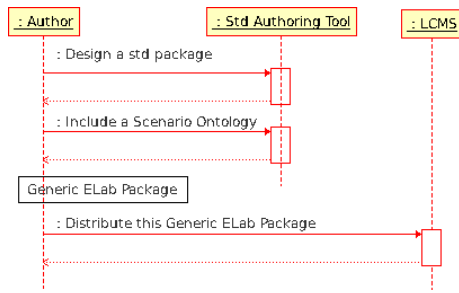 : Author
: Std Authoring Tool
: LCMS
: Design a std package
: Include a Scenario Ontology
Generic ELab Package
: Distribute this Generic ELab Package